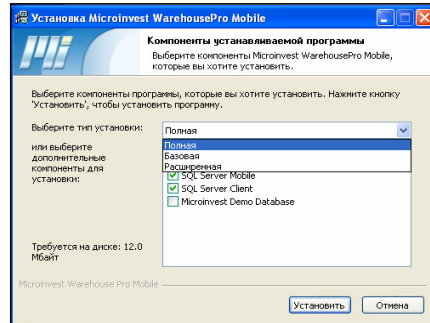 Установка Microinvest WarehousePro Mobile
Компоненты устанавливаемой программы
Выберите компоненты Microinvest WarehousePro Mobile,
которые вы хотите установить.
Выберите компоненты программы, которые вы хотите установить. Нажмите кнопку
'Установить', чтобы установить программу.
Выберите тип установки:
Полная
Полная
Базовая
Расширенная
или выберите
дополнительные
компоненты для
установки:
SQL Server Mobile
SQL Server Client
Microinvest Demo Database
Требуется на диске: 12.0
Мбайт
Microinvest Warehouse Pro Mobile
Установить
Отмена